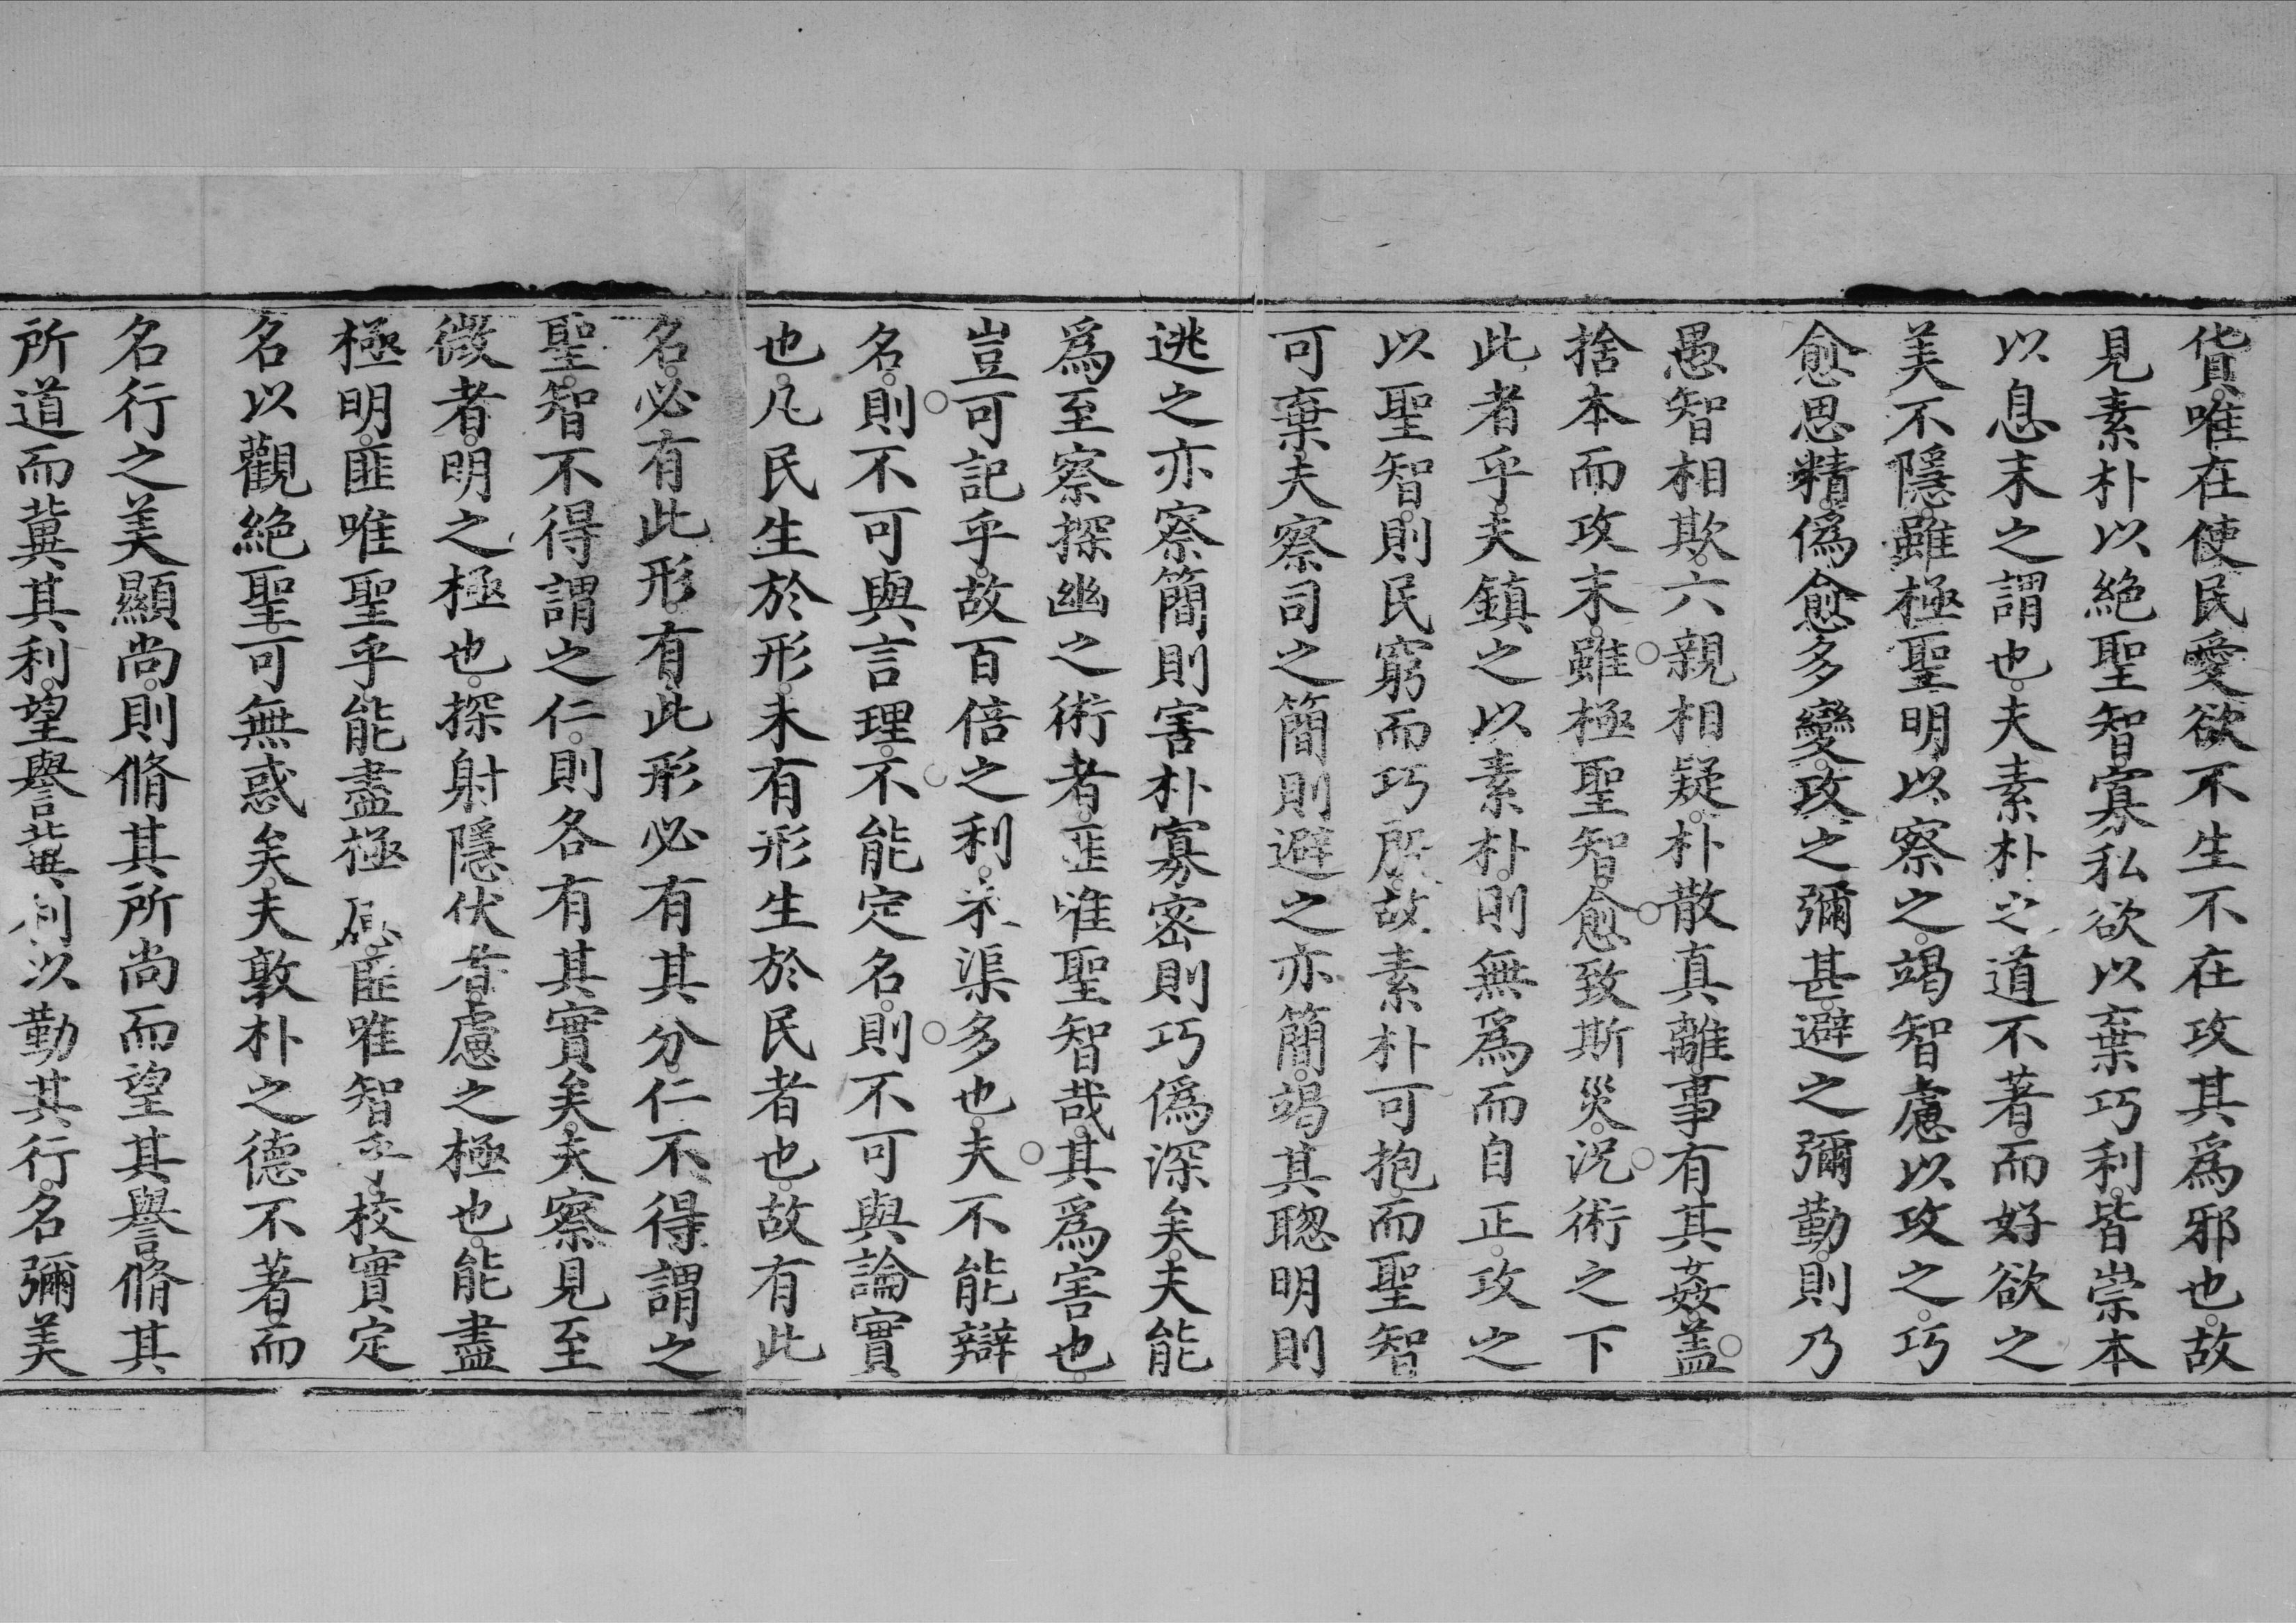 貨唯在使民愛欲不生不在攻其爲邪也故
見素朴以絶聖智寡私欲以棄巧利皆崇本
以息末之謂也夫素朴之道不著而好欲之
美不隱雖極聖明以察之竭智慮以攻之巧
愈思精僞愈多變攻之彌甚避之彌勤則乃
愚智相欺六親相疑朴散真離事有其姦盖
捨本而攻末雖極聖智愈致斯災況術之下
此者乎夫鎮之以素朴則無爲而自正攻之
以聖智則民窮而巧殷故素朴可抱而聖智
可棄夫察司之簡則避之亦簡竭其聰明則
逃之亦察簡則害朴寡密則巧僞深矣夫能
爲至察探幽之術者匪唯聖智哉其爲害也
豈可記乎故百倍之利未渠多也夫不能辯
名則不可與言理不能定名則不可與論實
也凡民生於形未有形生於民者也故有此
名必有此形有此形必有其分仁不得謂之
聖智不得謂之仁則各有其實矣夫察見至
微者明之極也探射隱伏者慮之極也能盡
極明匪唯聖乎能盡極慮匪唯智乎校實定
名以觀絶聖可無惑矣夫敦朴之德不著而
名行之美顯尚則脩其所尚而望其譽脩其
所道而冀其利望譽冀利以勤其行名彌美